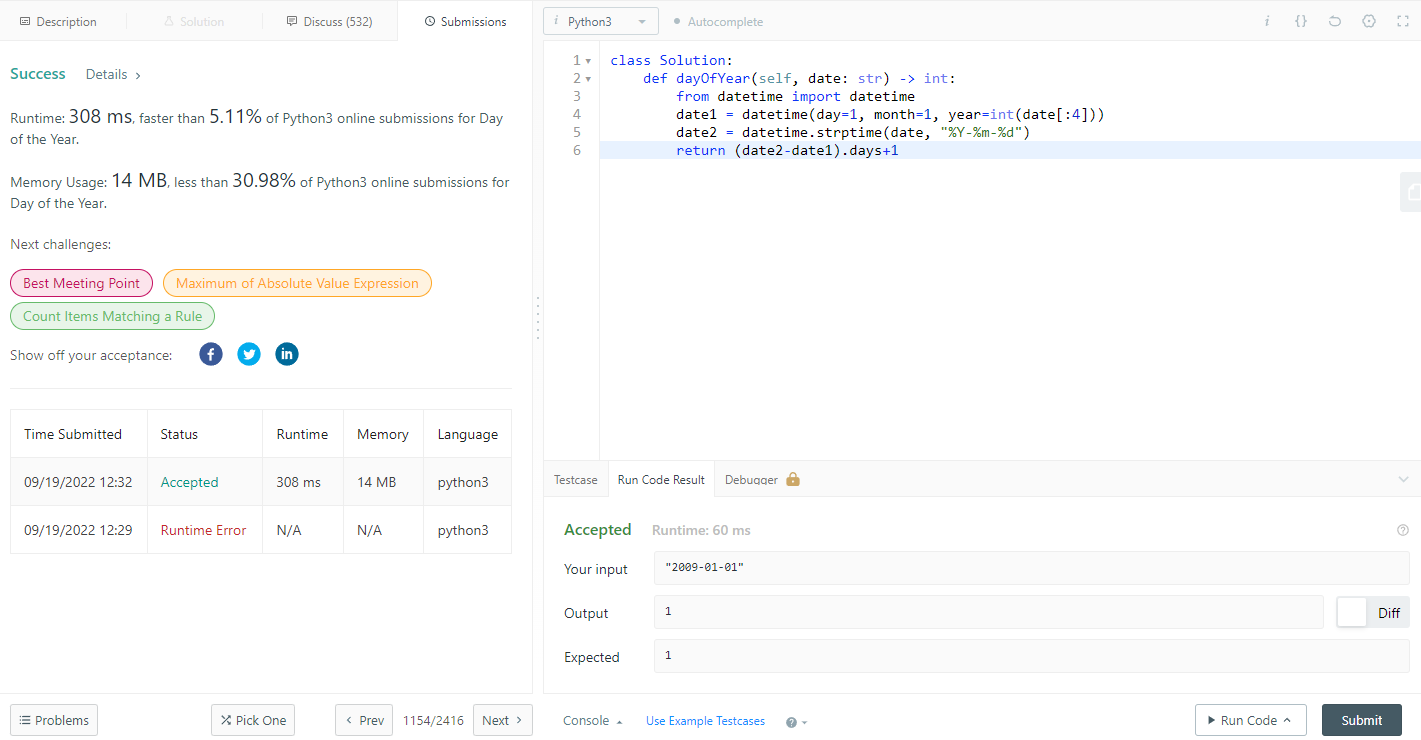 Description
Solution
Discuss (532)
Submissions
Success
Details >
Runtime: 308 ms, faster than 5.11% of Python3 online submissions for Day
of the Year.
Memory Usage: 14 MB, less than 30.98% of Python3 online submissions for
Day of the Year.
Next challenges:
Best Meeting Point
Maximum of Absolute Value Expression
Count Items Matching a Rule
Show off your acceptance:
Time Submitted Status Runtime Memory Language
09/19/2022 12:32 Accepted 308 ms 14 MB python3
09/19/2022 12:29 Runtime Error N/A N/A python3
Problems
Pick One
< Prev
1154/2416
Next >
i Python3
Autocomplete
i {}
1 class Solution:
2 def dayOfYear(self, date: str) -> int:
3 from datetime import datetime
4 date1 = datetime(day=1, month=1, year=int(date[:4]))
5 date2 = datetime.strptime(date, "%Y-%m-%d")
6 return (date2-date1).days+1
Testcase
Run Code Result
Debugger
Accepted Runtime: 60 ms
?
Your input "2009-01-01"
Output 1
Diff
Expected 1
Console
Use Example Testcases
?
Run Code
Submit